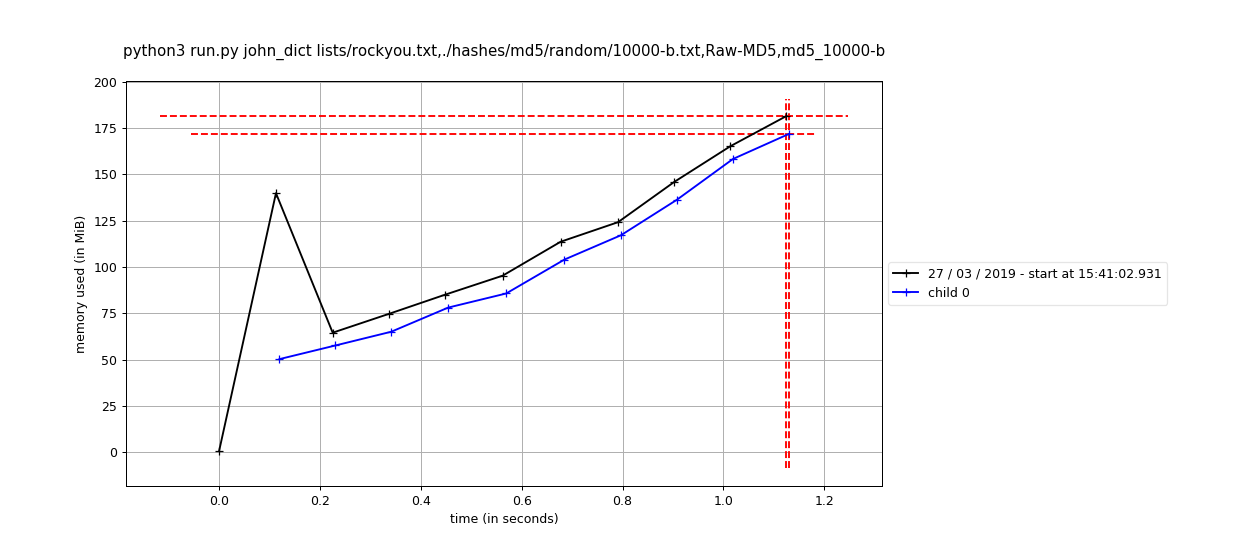 python3 run.py john_dict lists/rockyou.txt,./hashes/md5/random/10000-b.txt,Raw-MD5,md5_10000-b
200
175
150
125
100
75
50
25
0
memory used (in MiB)
0.0 0.2 0.4 0.6 0.8 1.0 1.2
time (in seconds)
27 / 03 / 2019 - start at 15:41:02.931
child 0